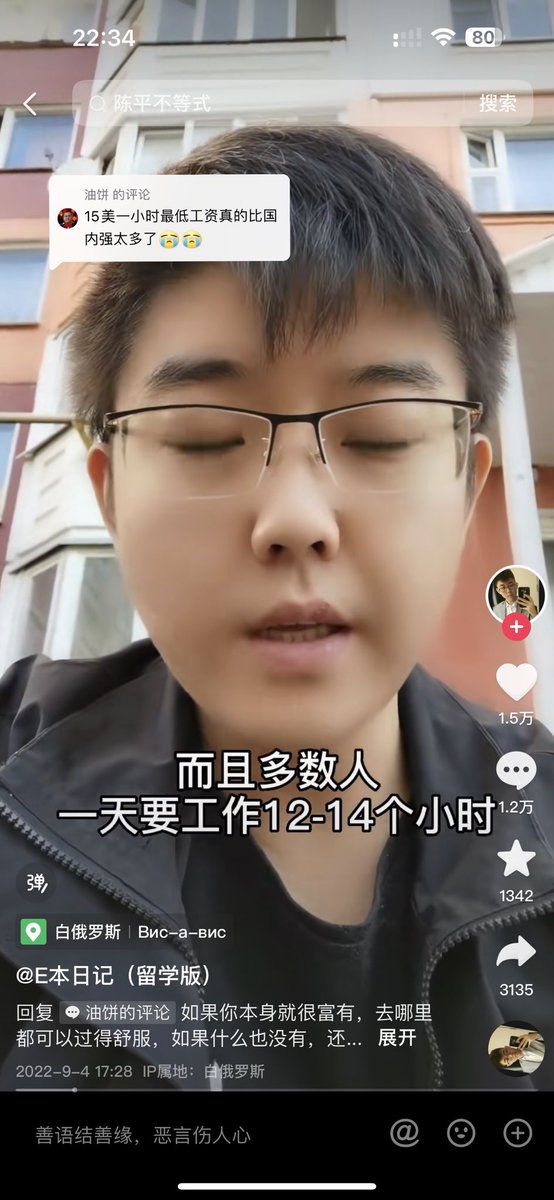 22:34
80
陈平不等式
搜索
油饼 的评论
15美一小时最低工资真的比国
内强太多了😭😭
1.5万
而且多数人
一天要工作12-14个小时
1.2万
弹
1342
白俄罗斯 | Вис-а-вис
@E本日记（留学版）
3135
回复 油饼的评论 如果你本身就很富有，去哪里
都可以过得舒服，如果什么也没有，还... 展开
2022-9-4 17:28 IP属地：白俄罗斯
善语结善缘，恶言伤人心
@